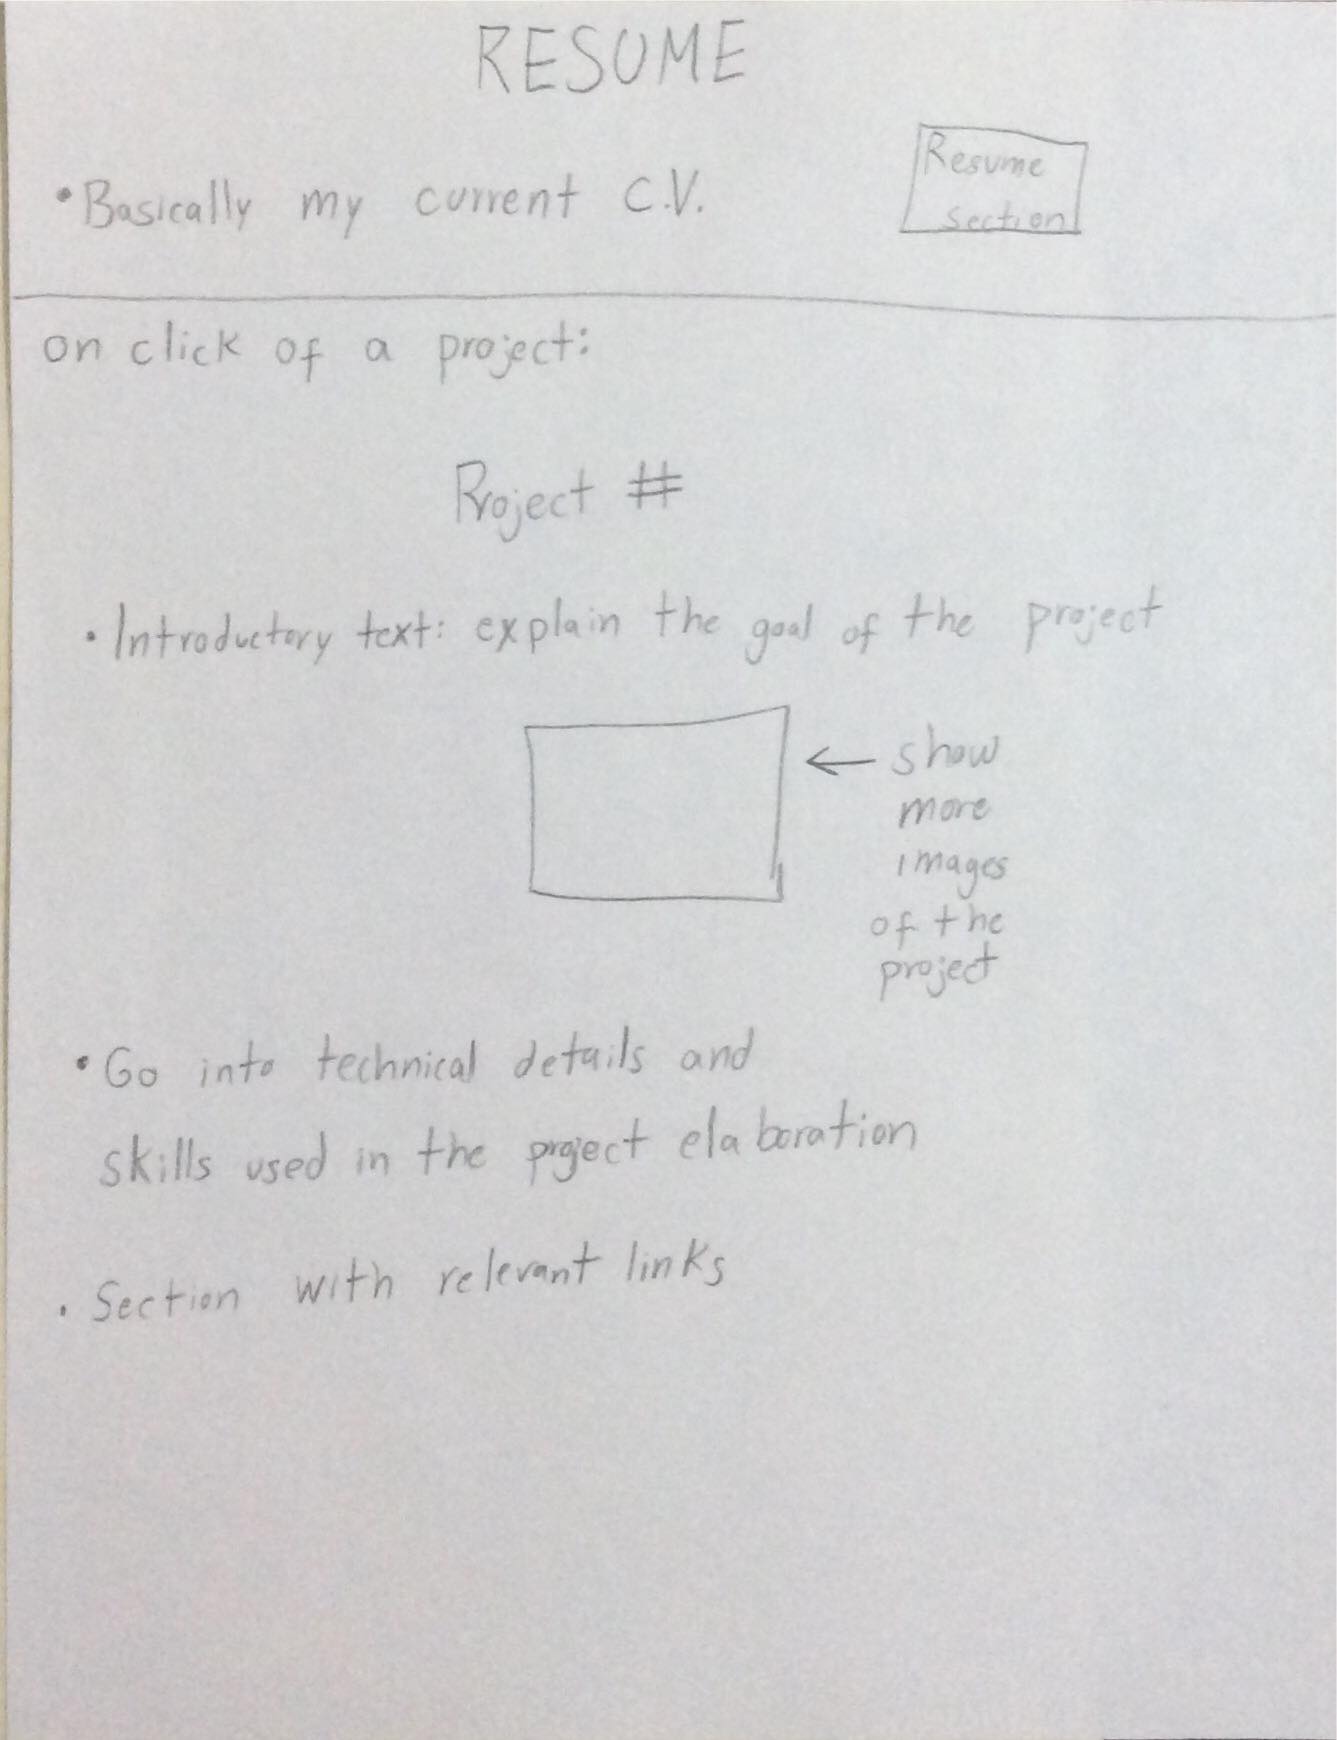 RESUME
• Basically my current C.V.
Resume
section
on click of a project:
Project #
• Introductory text: explain the goal of the project
← show
more
images
of the
project
• Go into technical details and
skills used in the project elaboration
• Section with relevant links